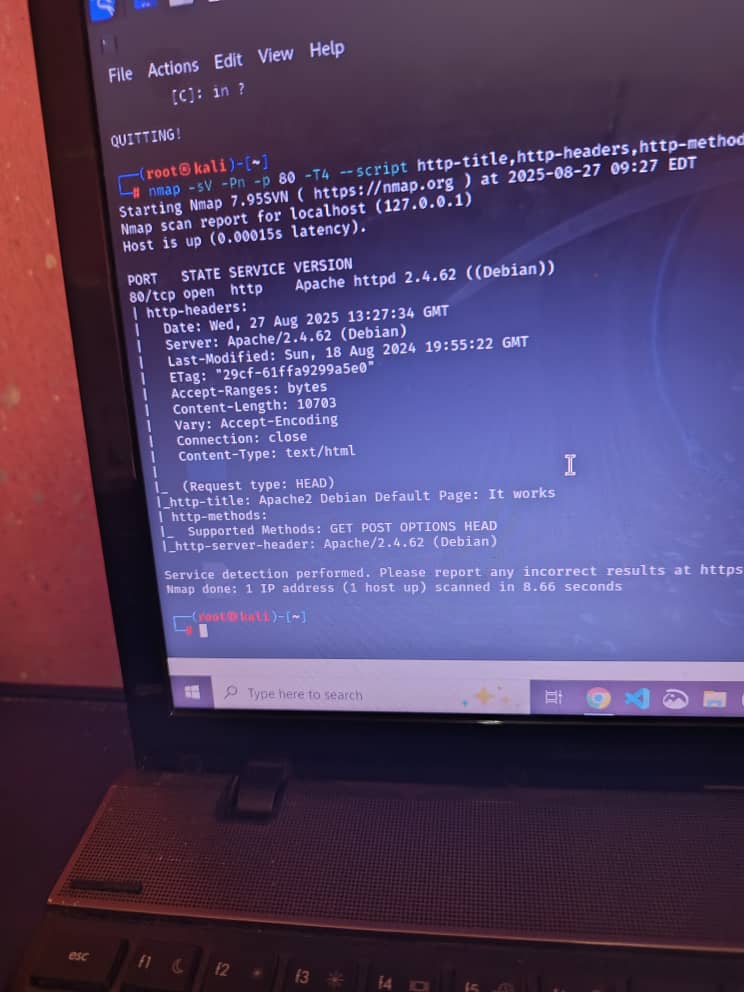 File Actions Edit View Help
[C]: in ?
QUITTING!
┌──(root㉿kali)-[~]
└─# nmap -sV -Pn -p 80 -T4 --script http-title,http-headers,http-method
Starting Nmap 7.95SVN ( https://nmap.org ) at 2025-08-27 09:27 EDT
Nmap scan report for localhost (127.0.0.1)
Host is up (0.00015s latency).
PORT STATE SERVICE VERSION
80/tcp open http Apache httpd 2.4.62 ((Debian))
| http-headers:
| Date: Wed, 27 Aug 2025 13:27:34 GMT
| Server: Apache/2.4.62 (Debian)
| Last-Modified: Sun, 18 Aug 2024 19:55:22 GMT
| ETag: "29cf-61ffa9299a5e0"
| Accept-Ranges: bytes
| Content-Length: 10703
| Vary: Accept-Encoding
| Connection: close
| Content-Type: text/html
|
|_ (Request type: HEAD)
|_http-title: Apache2 Debian Default Page: It works
| http-methods:
|_ Supported Methods: GET POST OPTIONS HEAD
|_http-server-header: Apache/2.4.62 (Debian)
Service detection performed. Please report any incorrect results at https
Nmap done: 1 IP address (1 host up) scanned in 8.66 seconds
┌──(root㉿kali)-[~]
└─#
Type here to search
esc f1 f2 f3 f4 f5